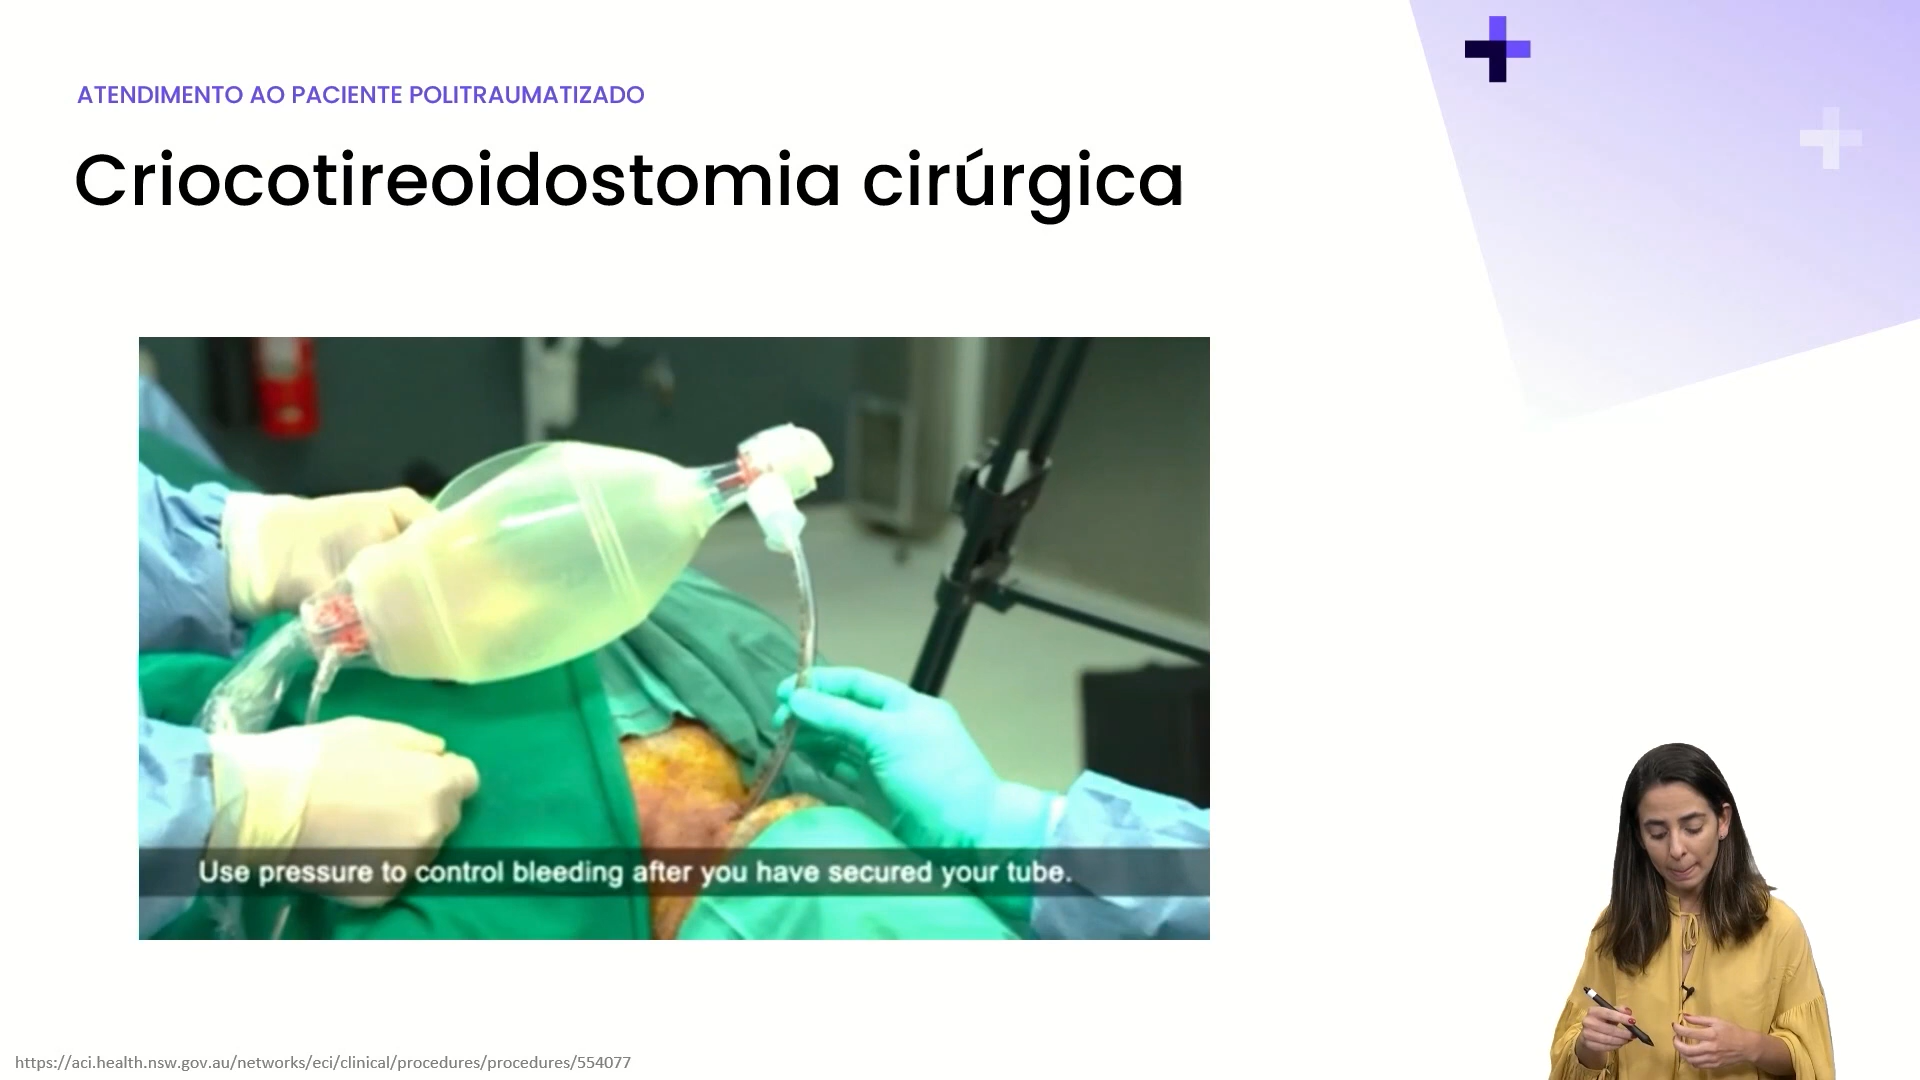 ATENDIMENTO AO PACIENTE POLITRAUMATIZADO
Criocotireoidostomia cirúrgica
Use pressure to control bleeding after you have secured your tube.
https://aci.health.nsw.gov.au/networks/eci/clinical/procedures/procedures/554077